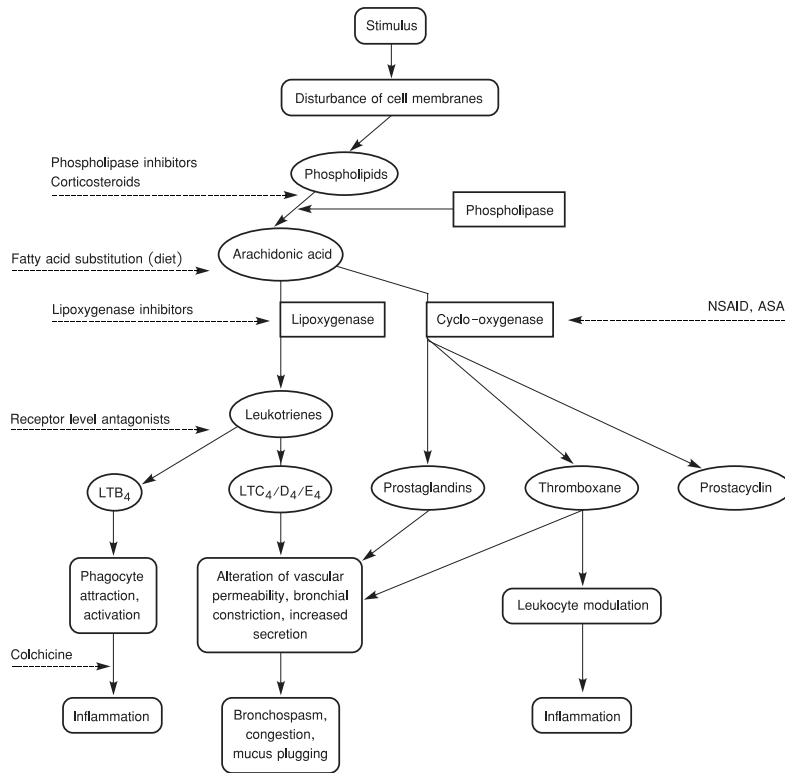 Stimulus
Disturbance of cell membranes
Phospholipase inhibitors
Corticosteroids
Phospholipids
Phospholipase
Fatty acid substitution (diet)
Arachidonic acid
Lipoxygenase inhibitors
Lipoxygenase
Cyclo-oxygenase
NSAID, ASA
Receptor level antagonists
Leukotrienes
LTB4
LTC4/D4/E4
Prostaglandins
Thromboxane
Prostacyclin
Phagocyte
attraction,
activation
Alteration of vascular
permeability, bronchial
constriction, increased
secretion
Leukocyte modulation
Colchicine
Inflammation
Bronchospasm,
congestion,
mucus plugging
Inflammation